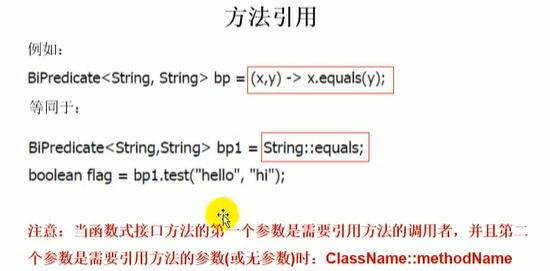 方法引用
例如：
BiPredicate<String, String> bp = (x,y) -> x.equals(y);
等同于：
BiPredicate<String,String> bp1 = String::equals;
boolean flag = bp1.test("hello", "hi");
注意：当函数式接口方法的第一个参数是需要引用方法的调用者，并且第二
个参数是需要引用方法的参数(或无参数)时：ClassName::methodName